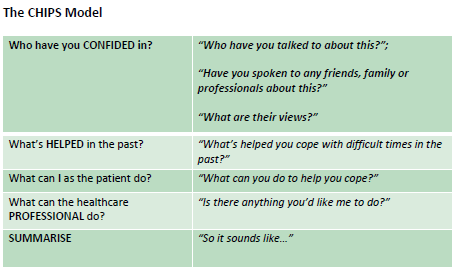 The CHIPS Model
Who have you CONFIDED in?
“Who have you talked to about this?”;
“Have you spoken to any friends, family or
professionals about this?”
“What are their views?”
What’s HELPED in the past?
“What’s helped you cope with difficult times in the
past?”
What can I as the patient do?
“What can you do to help you cope?”
What can the healthcare
PROFESSIONAL do?
“Is there anything you’d like me to do?”
SUMMARISE
“So it sounds like…”